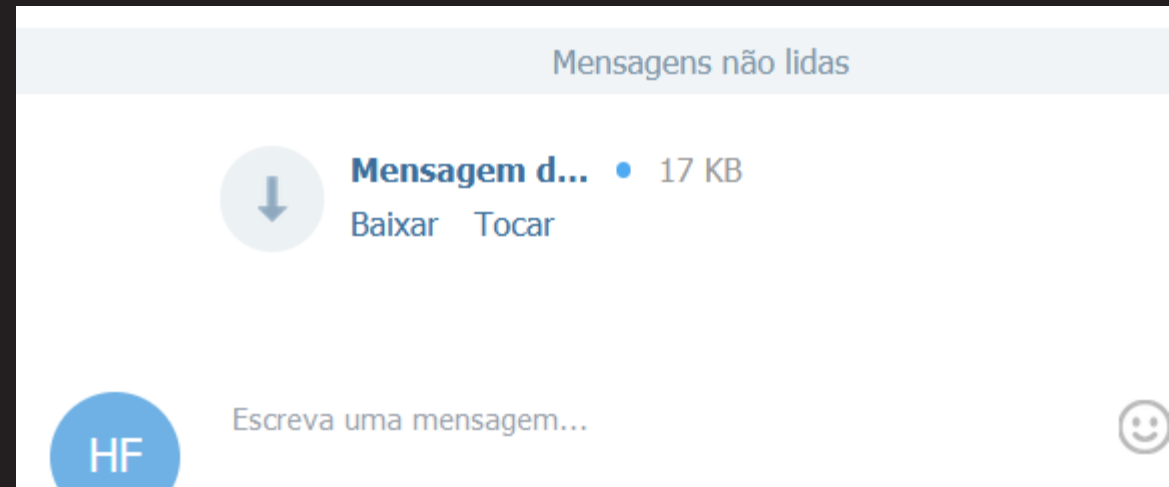 Mensagens não lidas
Mensagem d... • 17 KB
Baixar Tocar
Escreva uma mensagem...
HF